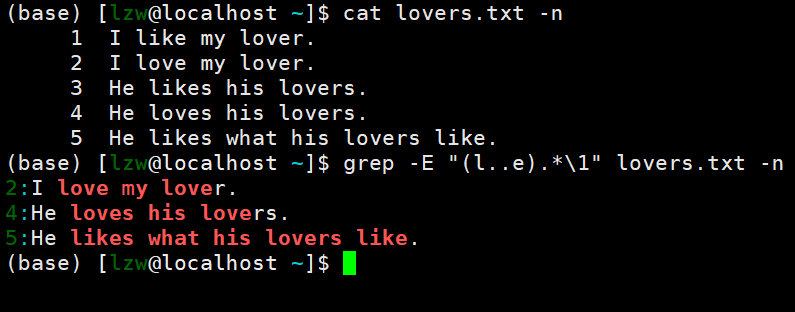 (base) [lzw@localhost ~]$ cat lovers.txt -n
     1  I like my lover.
     2  I love my lover.
     3  He likes his lovers.
     4  He loves his lovers.
     5  He likes what his lovers like.
(base) [lzw@localhost ~]$ grep -E "(l..e).*\1" lovers.txt -n
2:I love my lover.
4:He loves his lovers.
5:He likes what his lovers like.
(base) [lzw@localhost ~]$